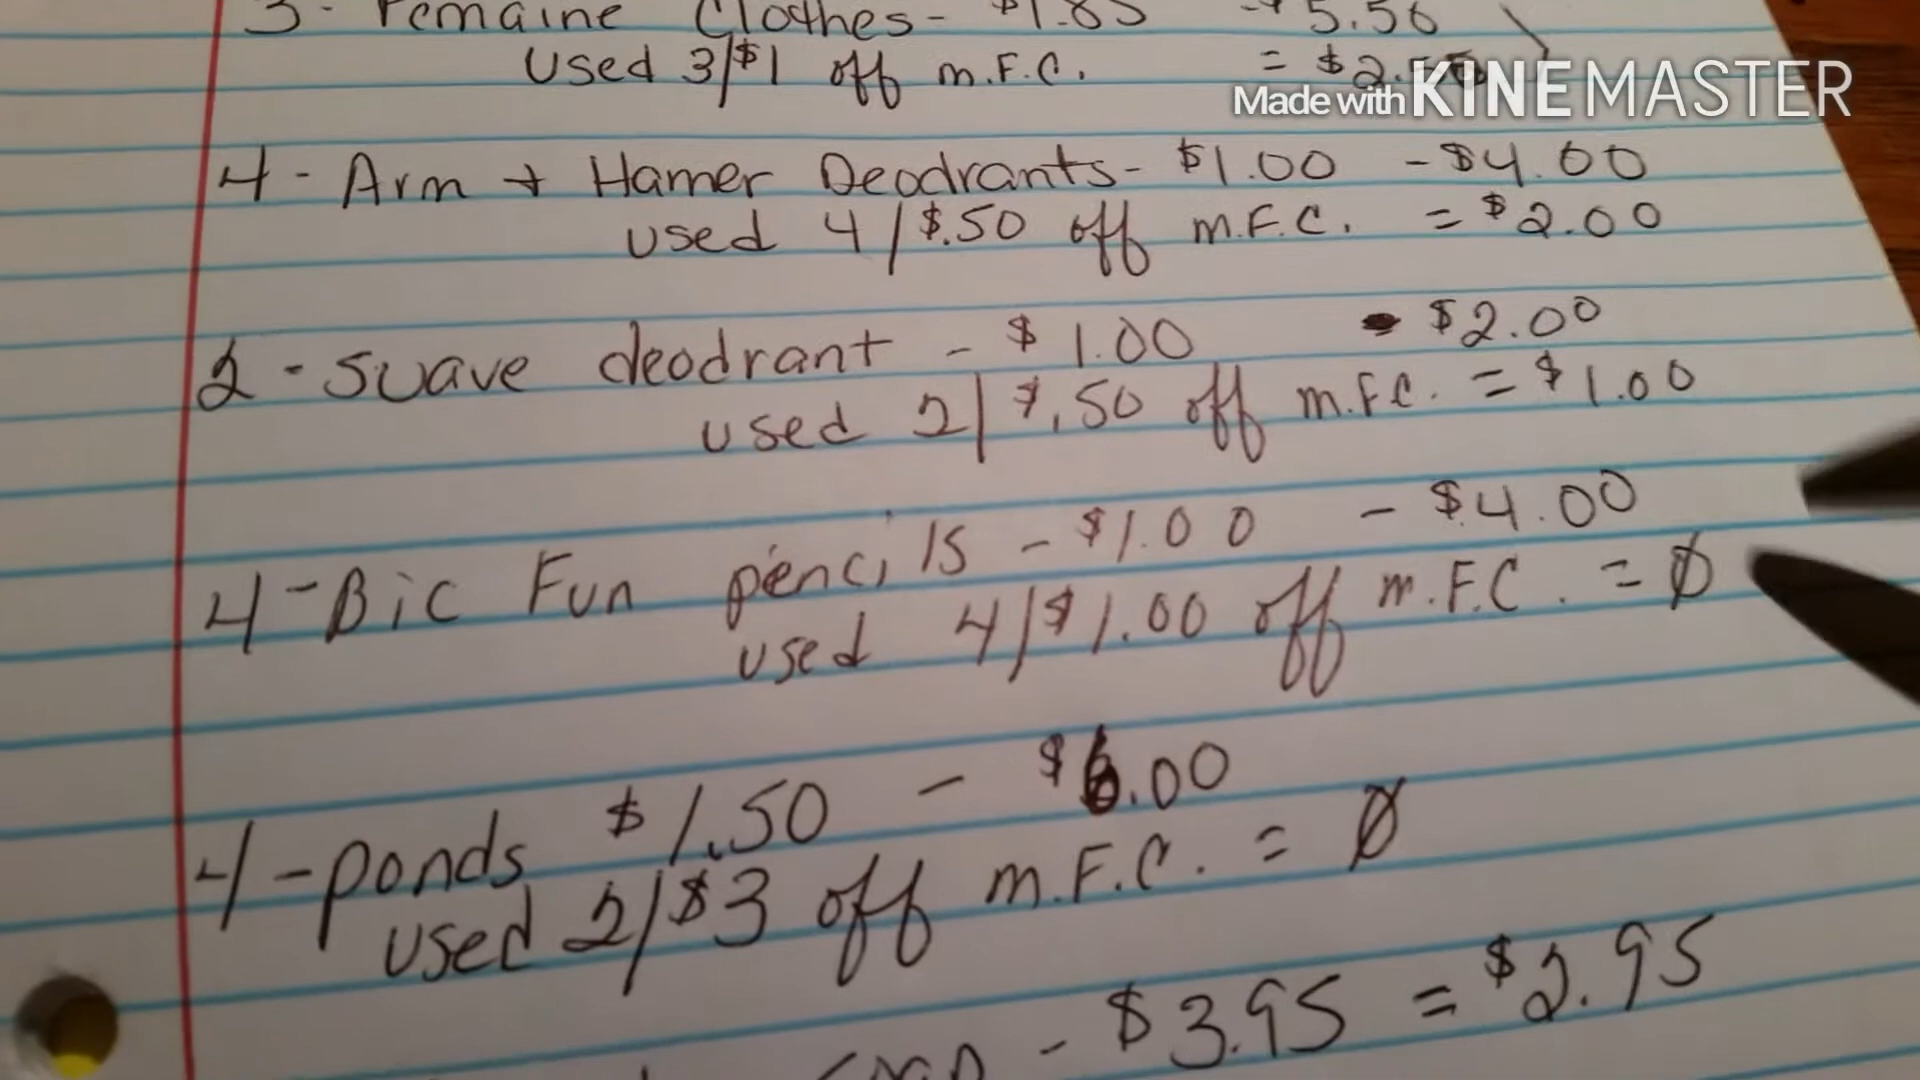 3 - remaine Clothes - $1.85 - $5.56
used 3/$1 off m.F.C. = $2.56
Made with KINEMASTER
4 - Arm + Hamer Deodrants - $1.00 - $4.00
used 4/$.50 off m.F.C. = $2.00
2 - suave deodrant - $1.00 - $2.00
used 2/$.50 off m.F.C. = $1.00
4 - Bic Fun pencils - $1.00 - $4.00
used 4/$1.00 off m.F.C. = Ø
4 - ponds $1.50 - $6.00
used 2/$3 off m.F.C. = Ø
- $3.95 = $2.95